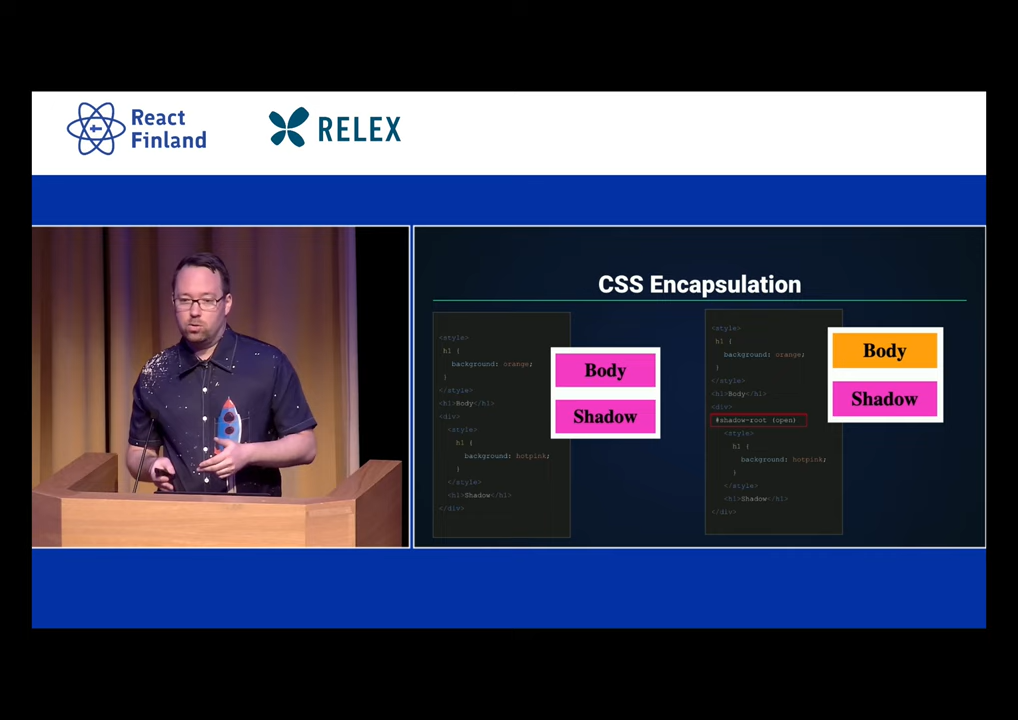 React
Finland
RELEX
CSS Encapsulation
<style>
h1 {
background: orange;
}
</style>
<h1>Body</h1>
<div>
<style>
h1 {
background: hotpink;
}
</style>
<h1>Shadow</h1>
</div>
Body
Shadow
<style>
h1 {
background: orange;
}
</style>
<h1>Body</h1>
<div>
#shadow-root (open)
<style>
h1 {
background: hotpink;
}
</style>
<h1>Shadow</h1>
</div>
Body
Shadow